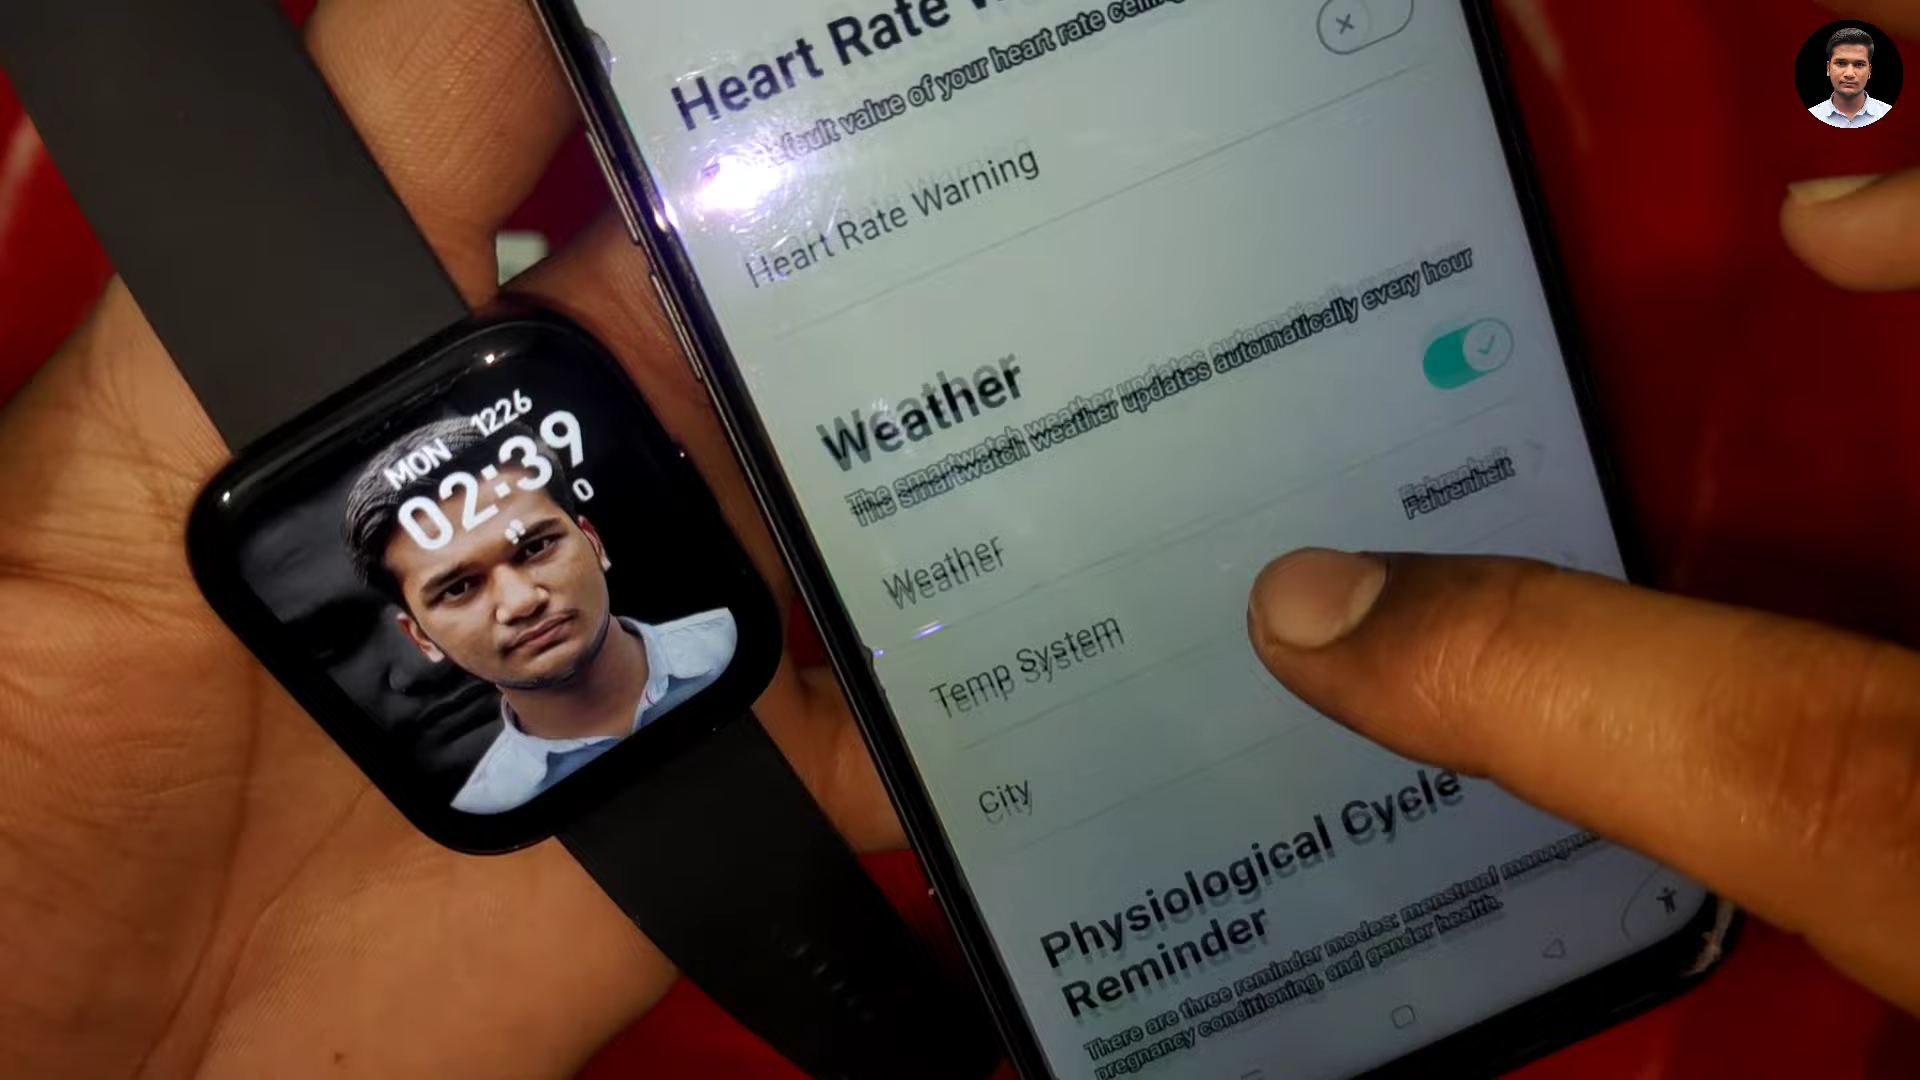 MON 1226
02:39
0
Heart Rate
default value of your heart rate ceiling
Heart Rate Warning
Weather
The smartwatch weather updates automatically every hour
Weather
Temp System
Fahrenheit
City
Physiological Cycle
Reminder
There are three reminder modes: menstrual
pregnancy conditioning, and gender health.